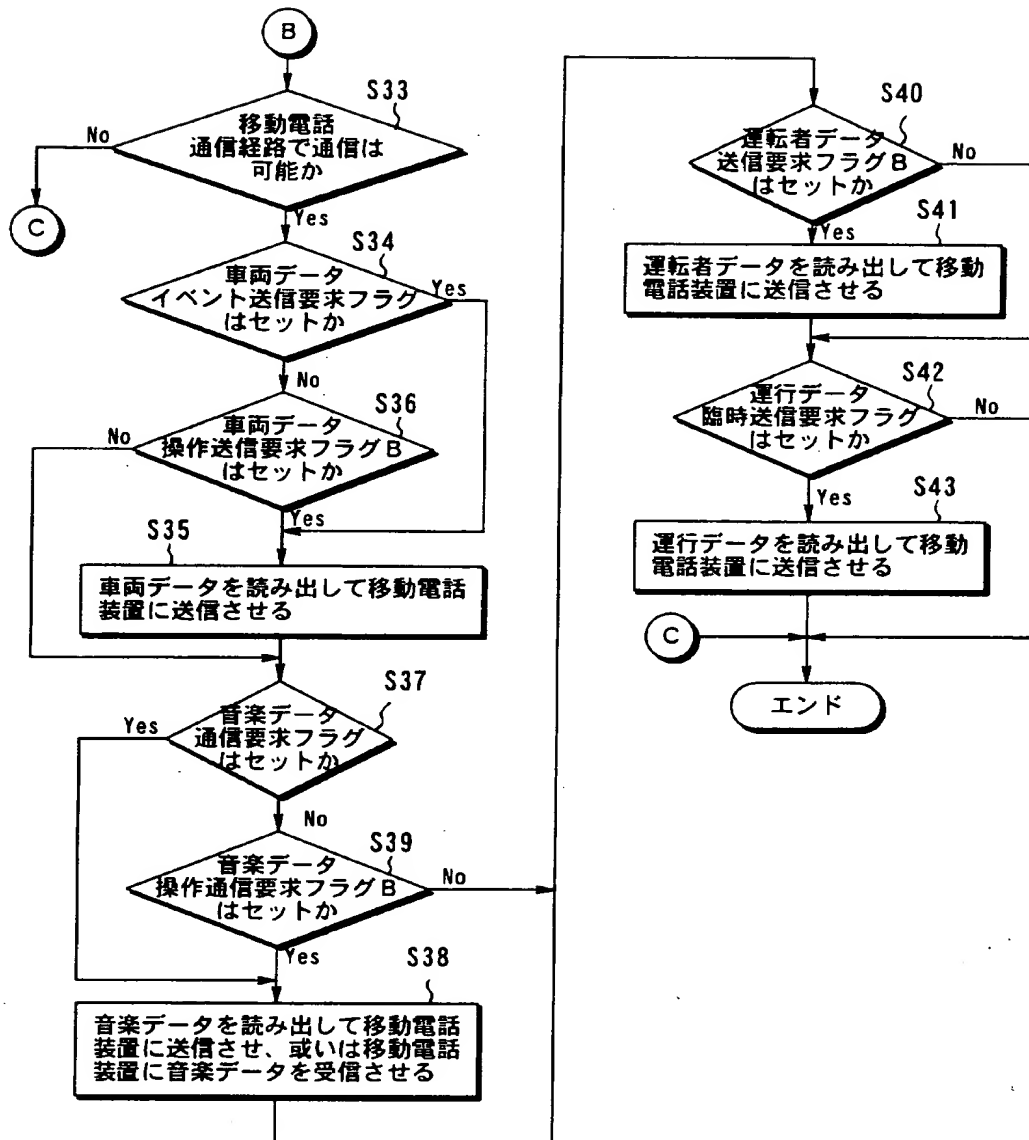 B
S33
移動電話
通信経路で通信は
可能か
No
Yes
C
S34
車両データ
イベント送信要求フラグ
はセットか
Yes
No
S36
車両データ
操作送信要求フラグB
はセットか
No
Yes
S35
車両データを読み出して移動電話
装置に送信させる
S37
音楽データ
通信要求フラグ
はセットか
Yes
No
S39
音楽データ
操作通信要求フラグB
はセットか
No
Yes
S38
音楽データを読み出して移動電話
装置に送信させ、或いは移動電話
装置に音楽データを受信させる
S40
運転者データ
送信要求フラグB
はセットか
No
Yes
S41
運転者データを読み出して移動
電話装置に送信させる
S42
運行データ
臨時送信要求フラグ
はセットか
No
Yes
S43
運行データを読み出して移動
電話装置に送信させる
C
エンド